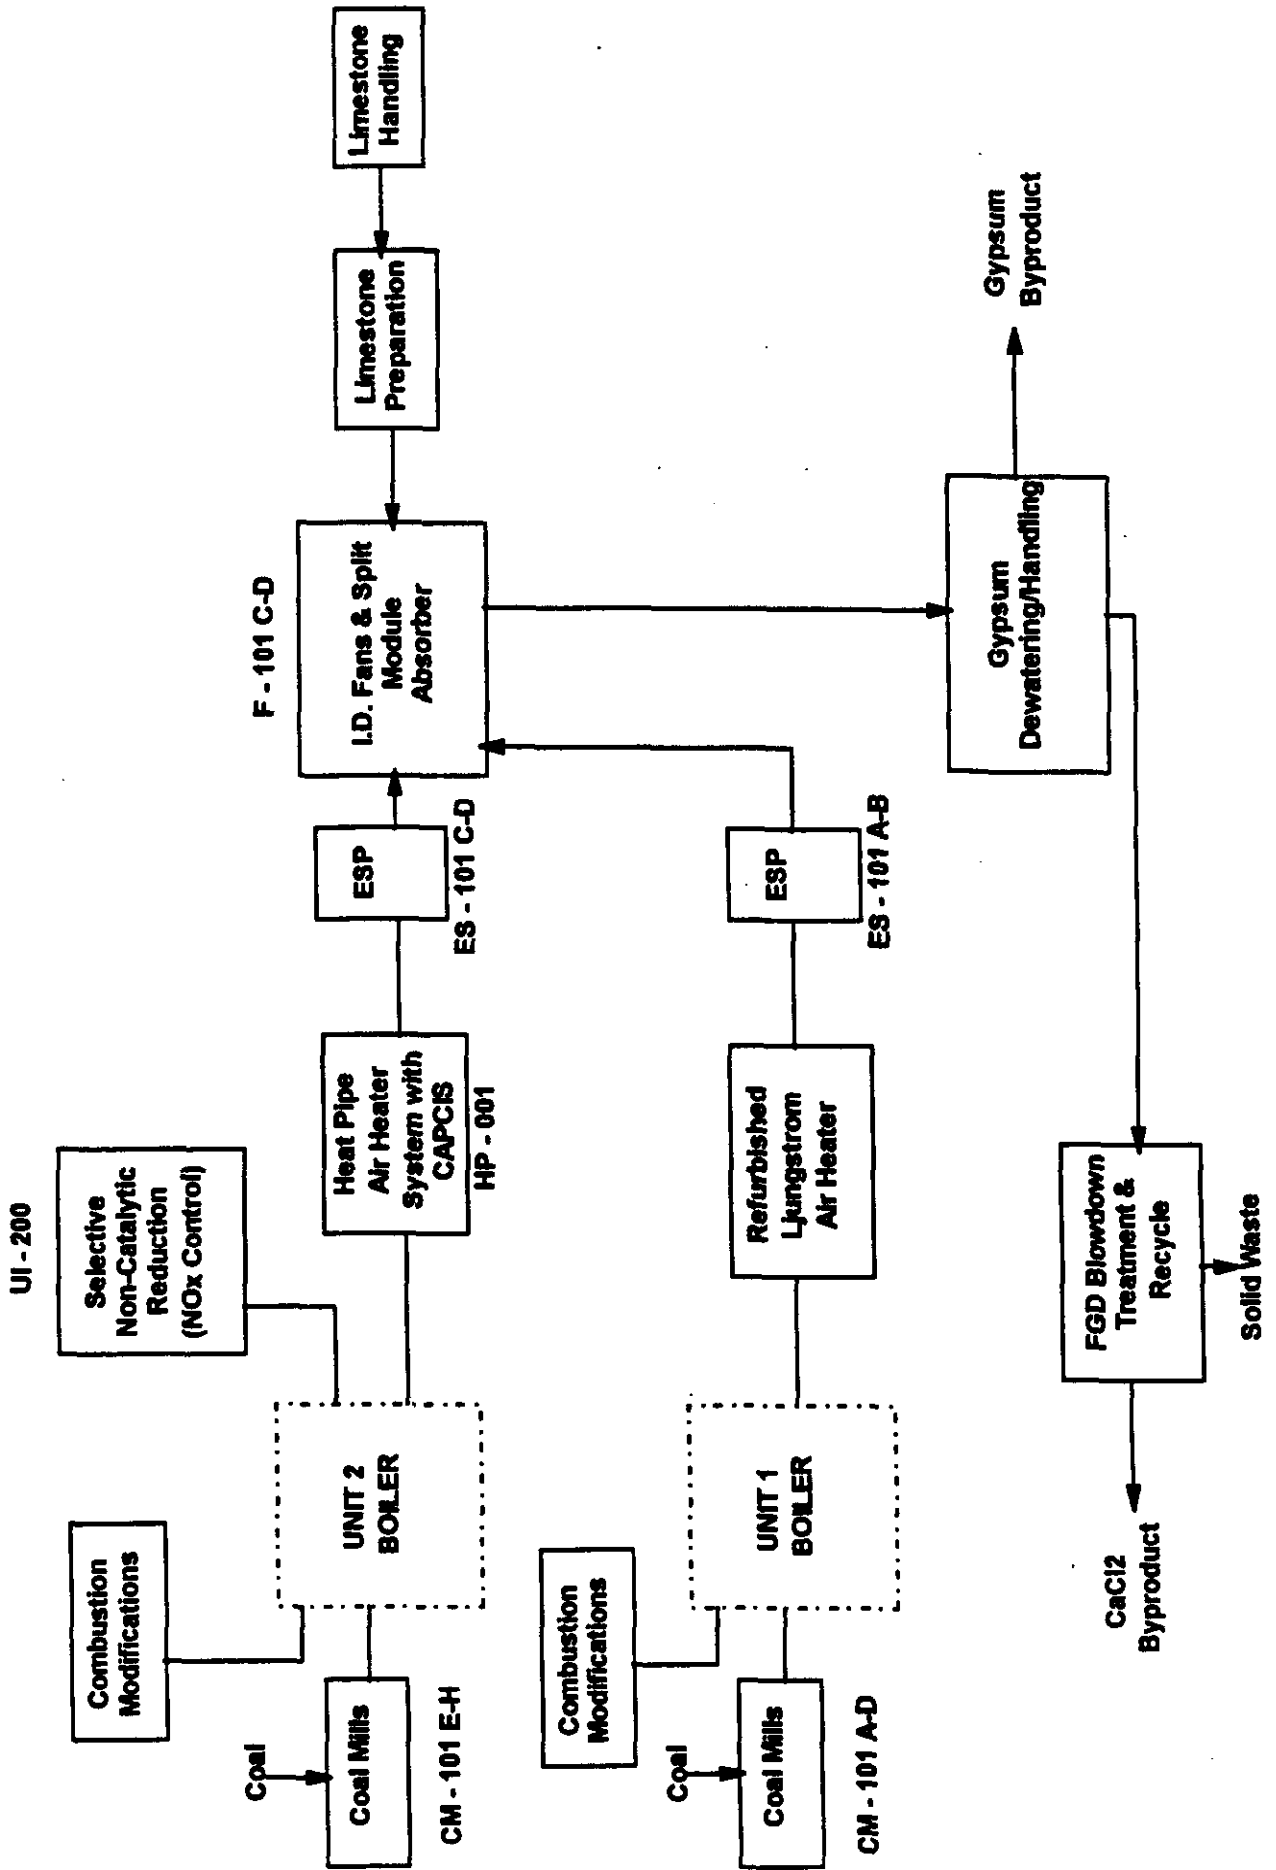 UI - 200
Selective
Non-Catalytic
Reduction
(NOx Control)
Combustion
Modifications
F - 101 C-D
Coal
Coal Mills
CM - 101 E-H
UNIT 2
BOILER
Heat Pipe
Air Heater
System with
CAPCIS
HP - 001
ESP
ES - 101 C-D
I.D. Fans & Split
Module
Absorber
Limestone
Preparation
Limestone
Handling
Combustion
Modifications
Coal
Coal Mills
CM - 101 A-D
UNIT 1
BOILER
Refurbished
Ljungstrom
Air Heater
ESP
ES - 101 A-B
Gypsum
Dewatering/Handling
Gypsum
Byproduct
CaCl2
Byproduct
FGD Blowdown
Treatment &
Recycle
Solid Waste